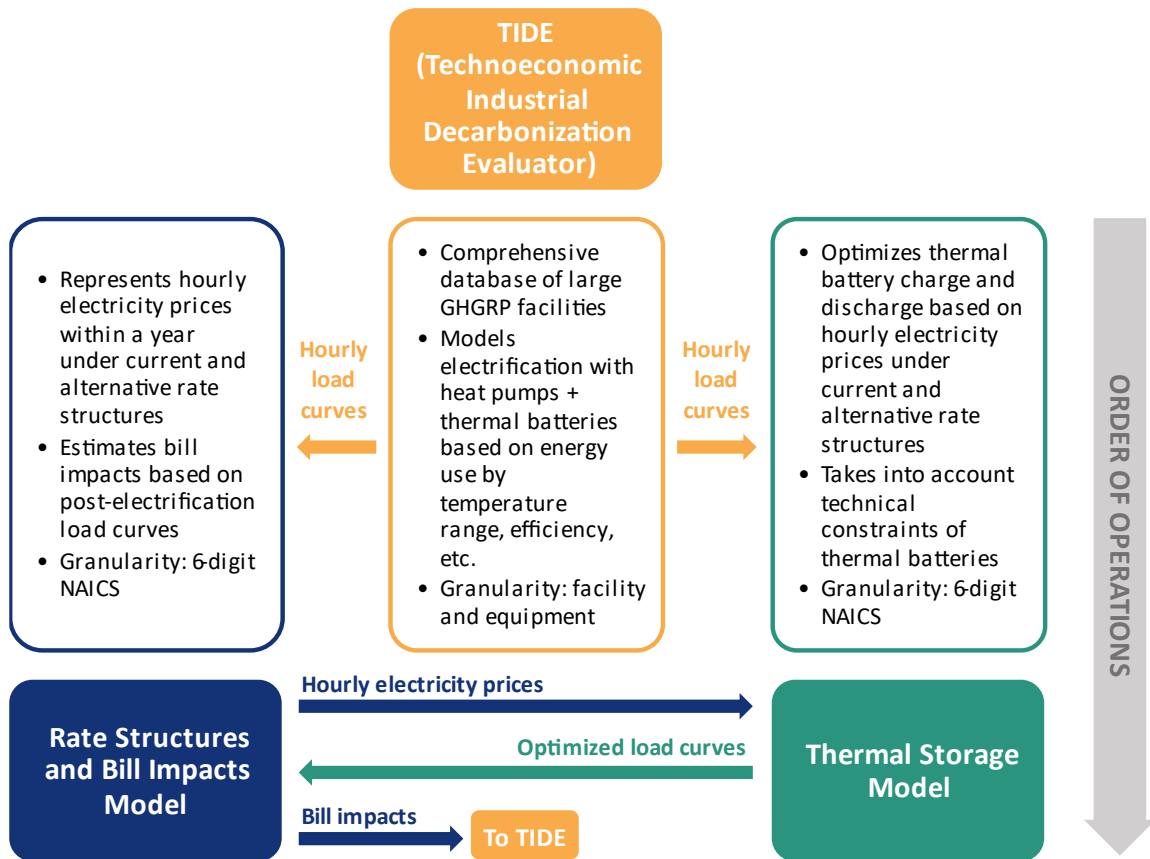 TIDE
(Technoeconomic
Industrial
Decarbonization
Evaluator)
• Represents hourly
electricity prices
within a year
under current and
alternative rate
structures
• Estimates bill
impacts based on
post-electrification
load curves
• Granularity: 6-digit
NAICS
Hourly
load
curves
• Comprehensive
database of large
GHGRP facilities
• Models
electrification with
heat pumps +
thermal batteries
based on energy
use by
temperature
range, efficiency,
etc.
• Granularity: facility
and equipment
Hourly
load
curves
• Optimizes thermal
battery charge and
discharge based on
hourly electricity
prices under
current and
alternative rate
structures
• Takes into account
technical
constraints of
thermal batteries
• Granularity: 6-digit
NAICS
ORDER OF OPERATIONS
Rate Structures
and Bill Impacts
Model
Hourly electricity prices
Optimized load curves
Bill impacts
To TIDE
Thermal Storage
Model